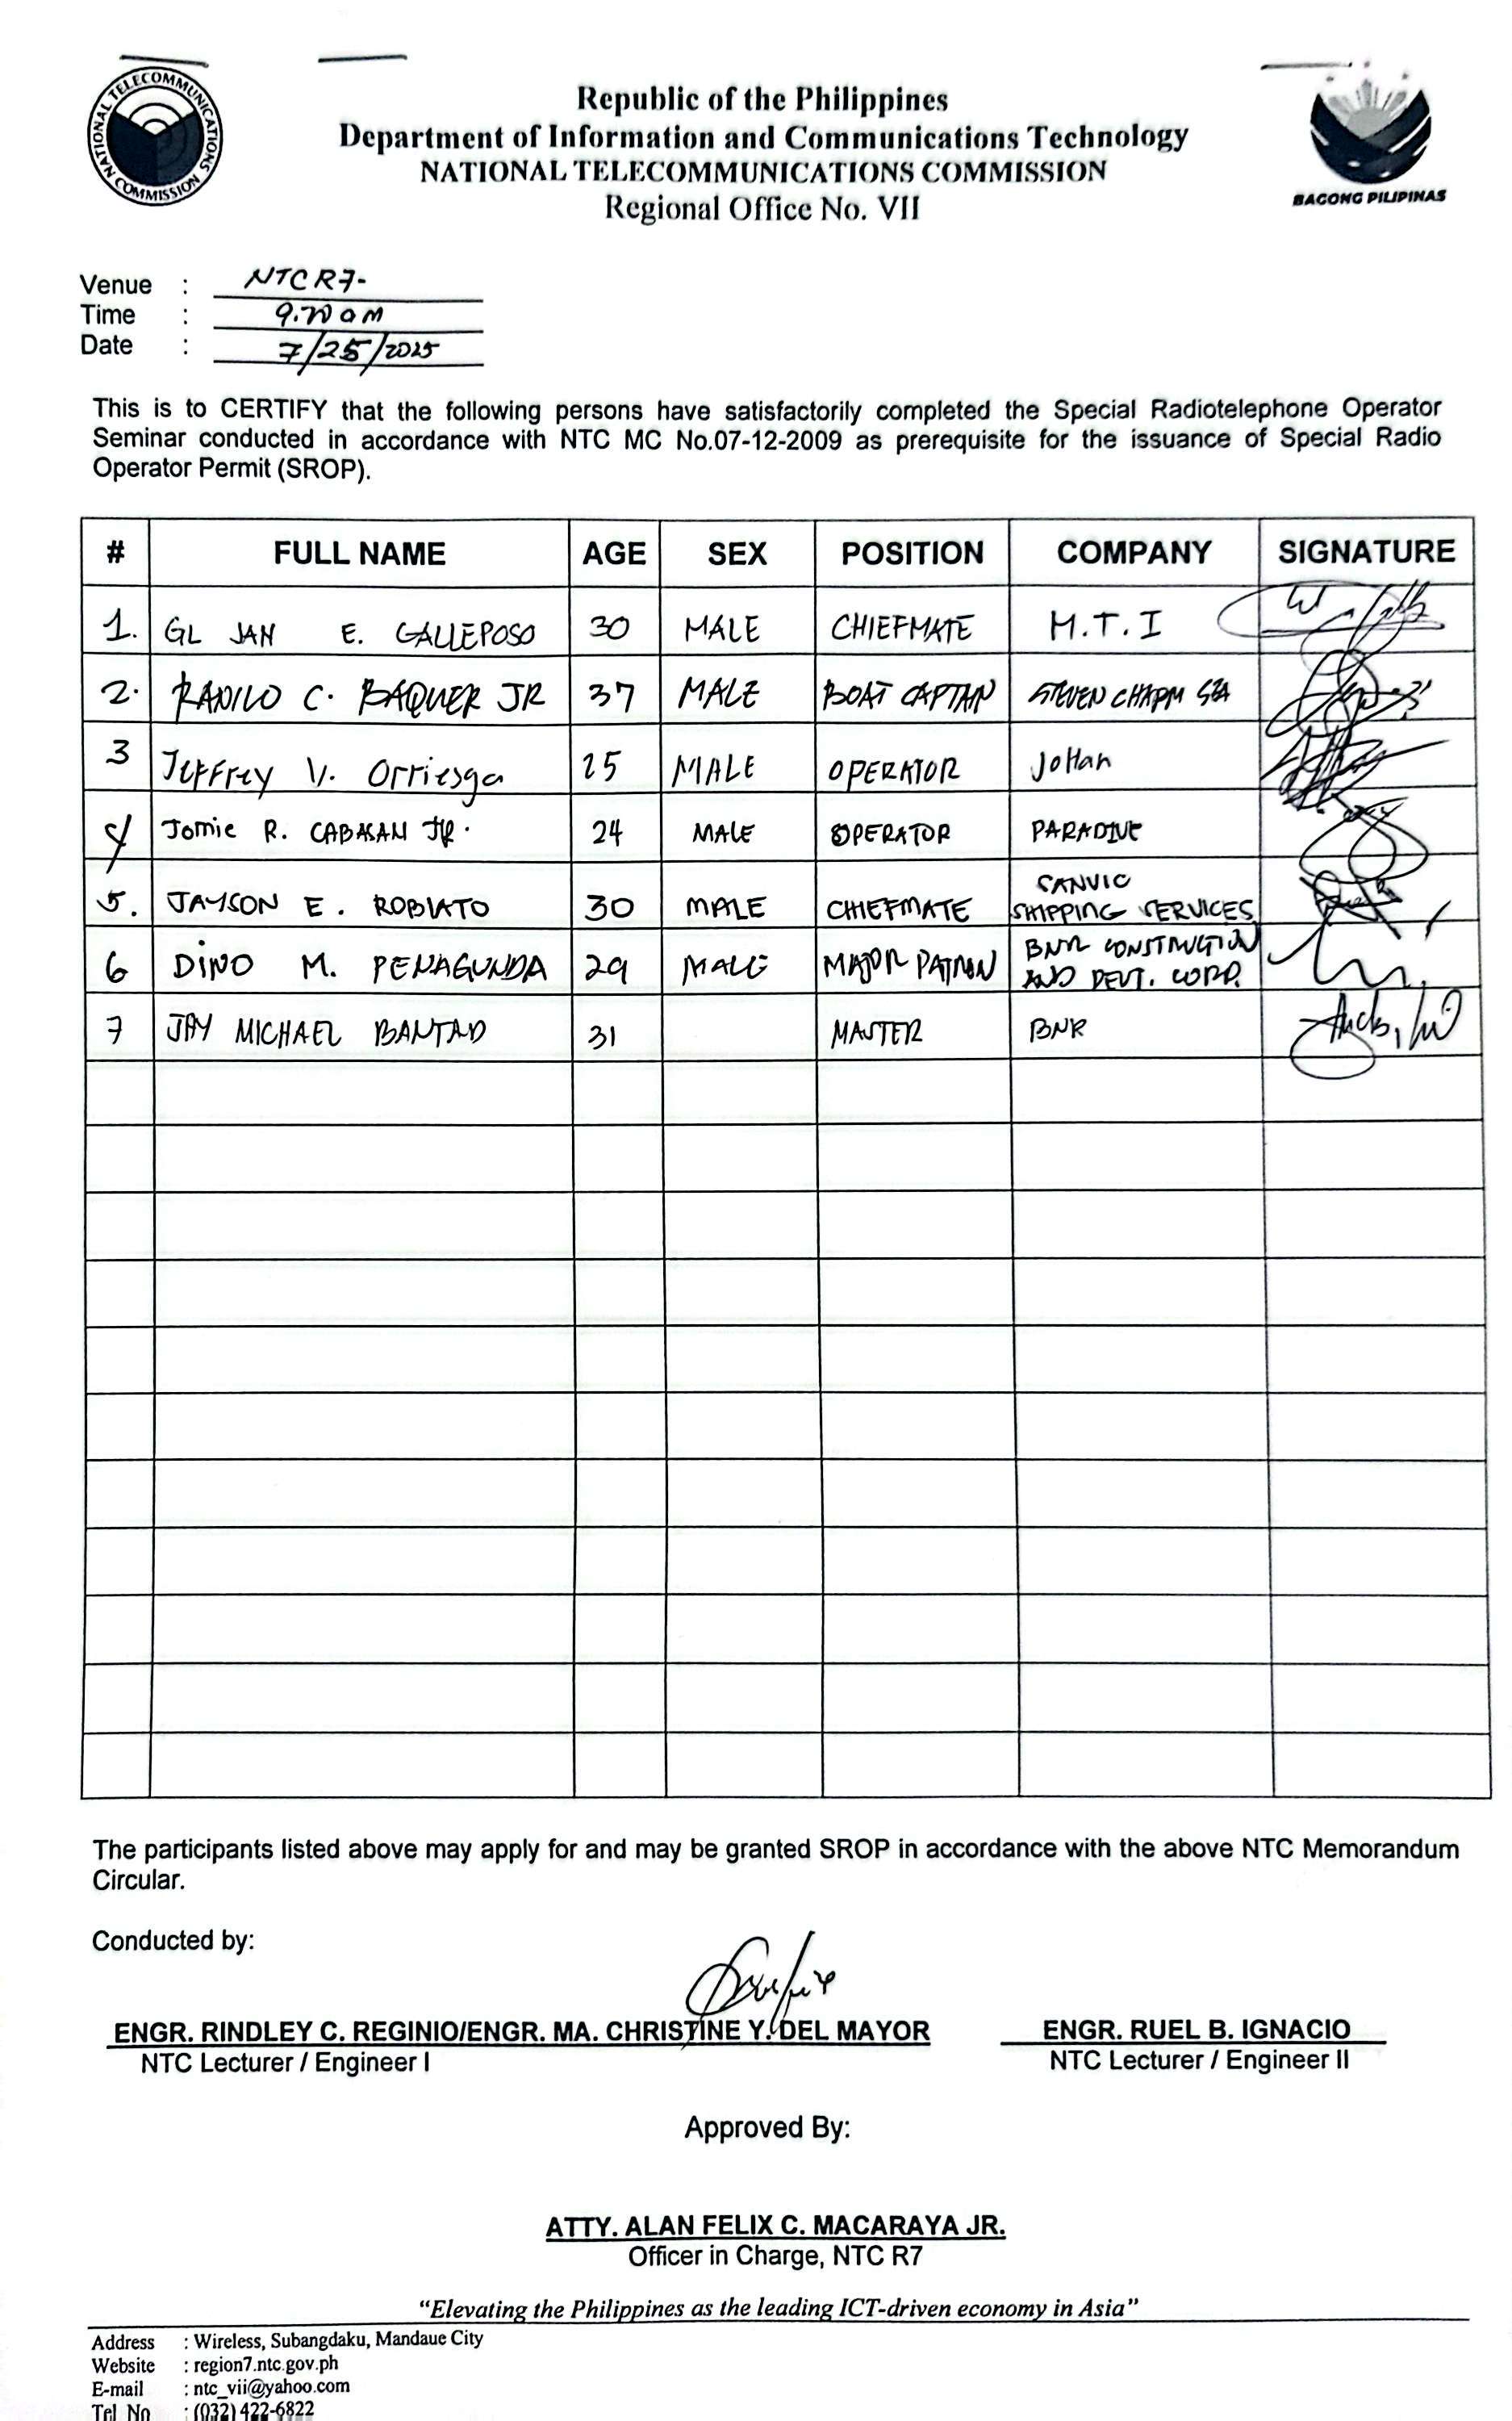 NATIONAL TELECOMMUNICATIONS COMMISSION
BAGONG PILIPINAS
Republic of the Philippines
Department of Information and Communications Technology
NATIONAL TELECOMMUNICATIONS COMMISSION
Regional Office No. VII
Venue : NTC R7-
Time : am
Date : 7/25/2025
This is to CERTIFY that the following persons have satisfactorily completed the Special Radiotelephone Operator
Seminar conducted in accordance with NTC MC No.07-12-2009 as prerequisite for the issuance of Special Radio
Operator Permit (SROP).
# FULL NAME AGE SEX POSITION COMPANY SIGNATURE
1. GL JAN E. GALLEPOSO 30 MALE CHIEFMATE M.T.I
2. RANILO C. BAQUER JR 37 MALE BOAT CAPTAIN STEVEN CHARM SEA
3 Jeffrey V. Orriesga 25 MALE OPERATOR JoHan
4 Jomie R. CABASAN JR. 24 MALE OPERATOR PARADIVE
5. JAYSON E. ROBLATO 30 MALE CHIEFMATE SANVIC
SHIPPING SERVICES
6 DiNO M. PENAGUNDA 29 MALE MAJOR PATRON BNR CONSTRUCTION
AND DEVT. CORP.
7 JAY MICHAEL BANTAD 31 MASTER BNR
The participants listed above may apply for and may be granted SROP in accordance with the above NTC Memorandum
Circular.
Conducted by:
ENGR. RINDLEY C. REGINIO/ENGR. MA. CHRISTINE Y. DEL MAYOR ENGR. RUEL B. IGNACIO
NTC Lecturer / Engineer I NTC Lecturer / Engineer II
Approved By:
ATTY. ALAN FELIX C. MACARAYA JR.
Officer in Charge, NTC R7
"Elevating the Philippines as the leading ICT-driven economy in Asia"
Address : Wireless, Subangdaku, Mandaue City
Website : region7.ntc.gov.ph
E-mail : ntc_vii@yahoo.com
Tel. No : (032) 422-6822